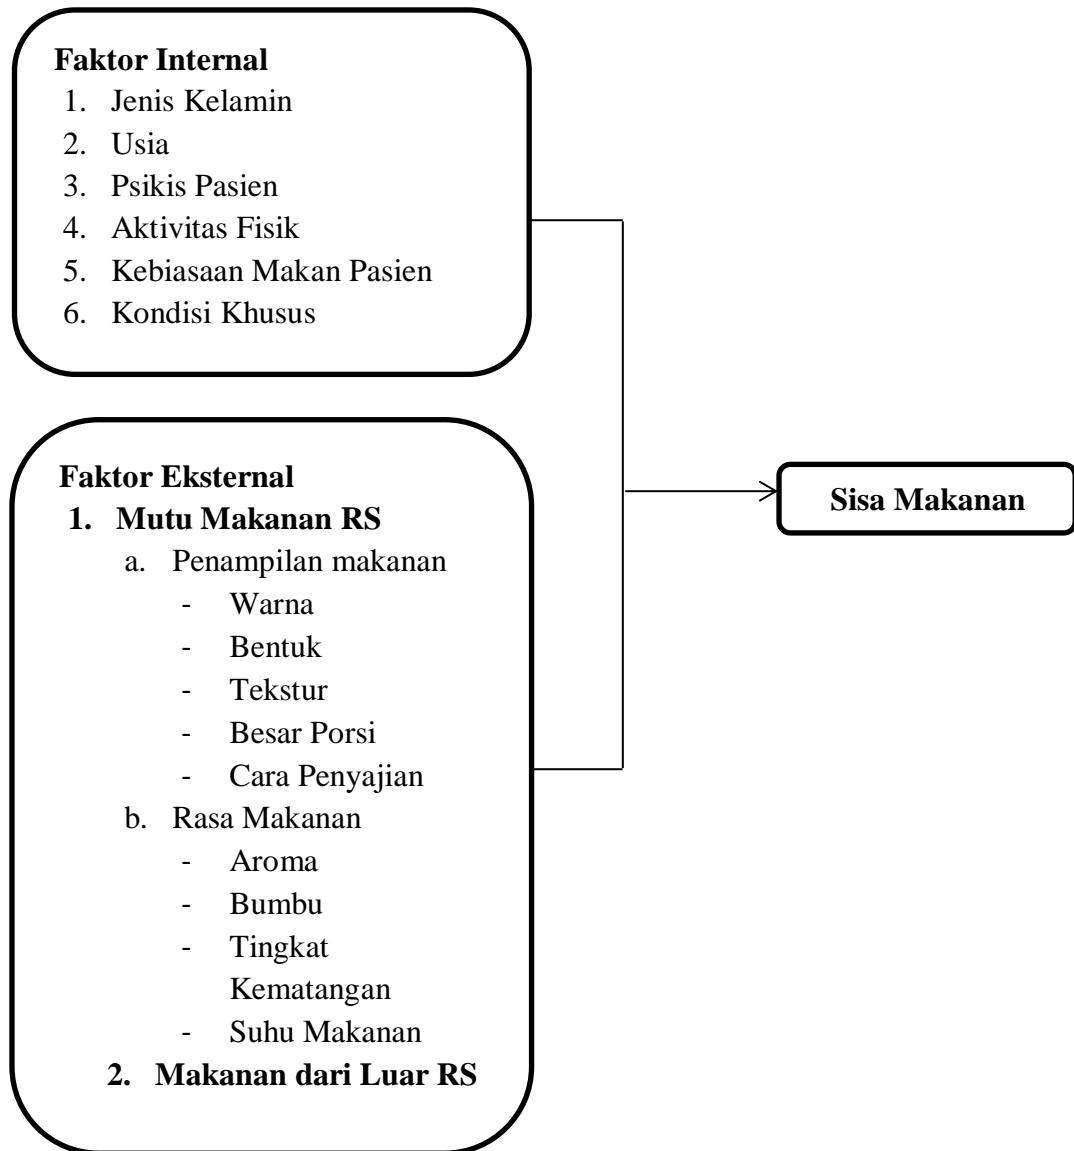 Faktor Internal
1. Jenis Kelamin
2. Usia
3. Psikis Pasien
4. Aktivitas Fisik
5. Kebiasaan Makan Pasien
6. Kondisi Khusus
Faktor Eksternal
1. Mutu Makanan RS
a. Penampilan makanan
- Warna
- Bentuk
- Tekstur
- Besar Porsi
- Cara Penyajian
b. Rasa Makanan
- Aroma
- Bumbu
- Tingkat
Kematangan
- Suhu Makanan
2. Makanan dari Luar RS
Sisa Makanan